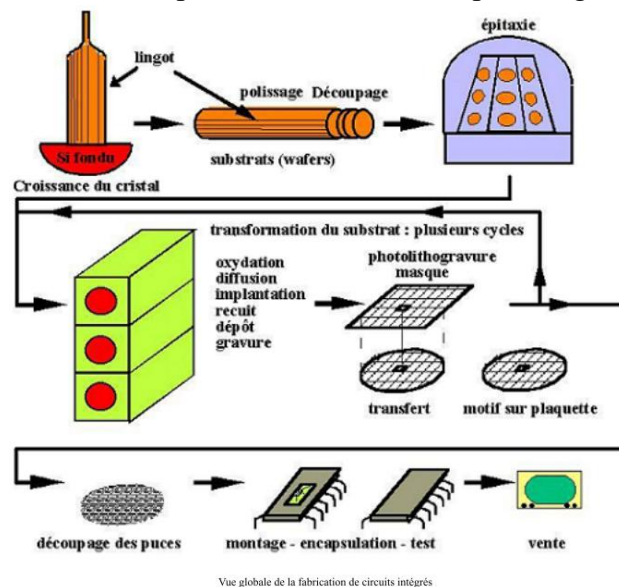 lingot
polissage Découpage
épitaxie
Si fondu
substrats (wafers)
Croissance du cristal
transformation du substrat : plusieurs cycles
oxydation
diffusion
implantation
recuit
dépôt
gravure
photolithogravure
masque
transfert
motif sur plaquette
découpage des puces
montage - encapsulation - test
vente
Vue globale de la fabrication de circuits intégrés